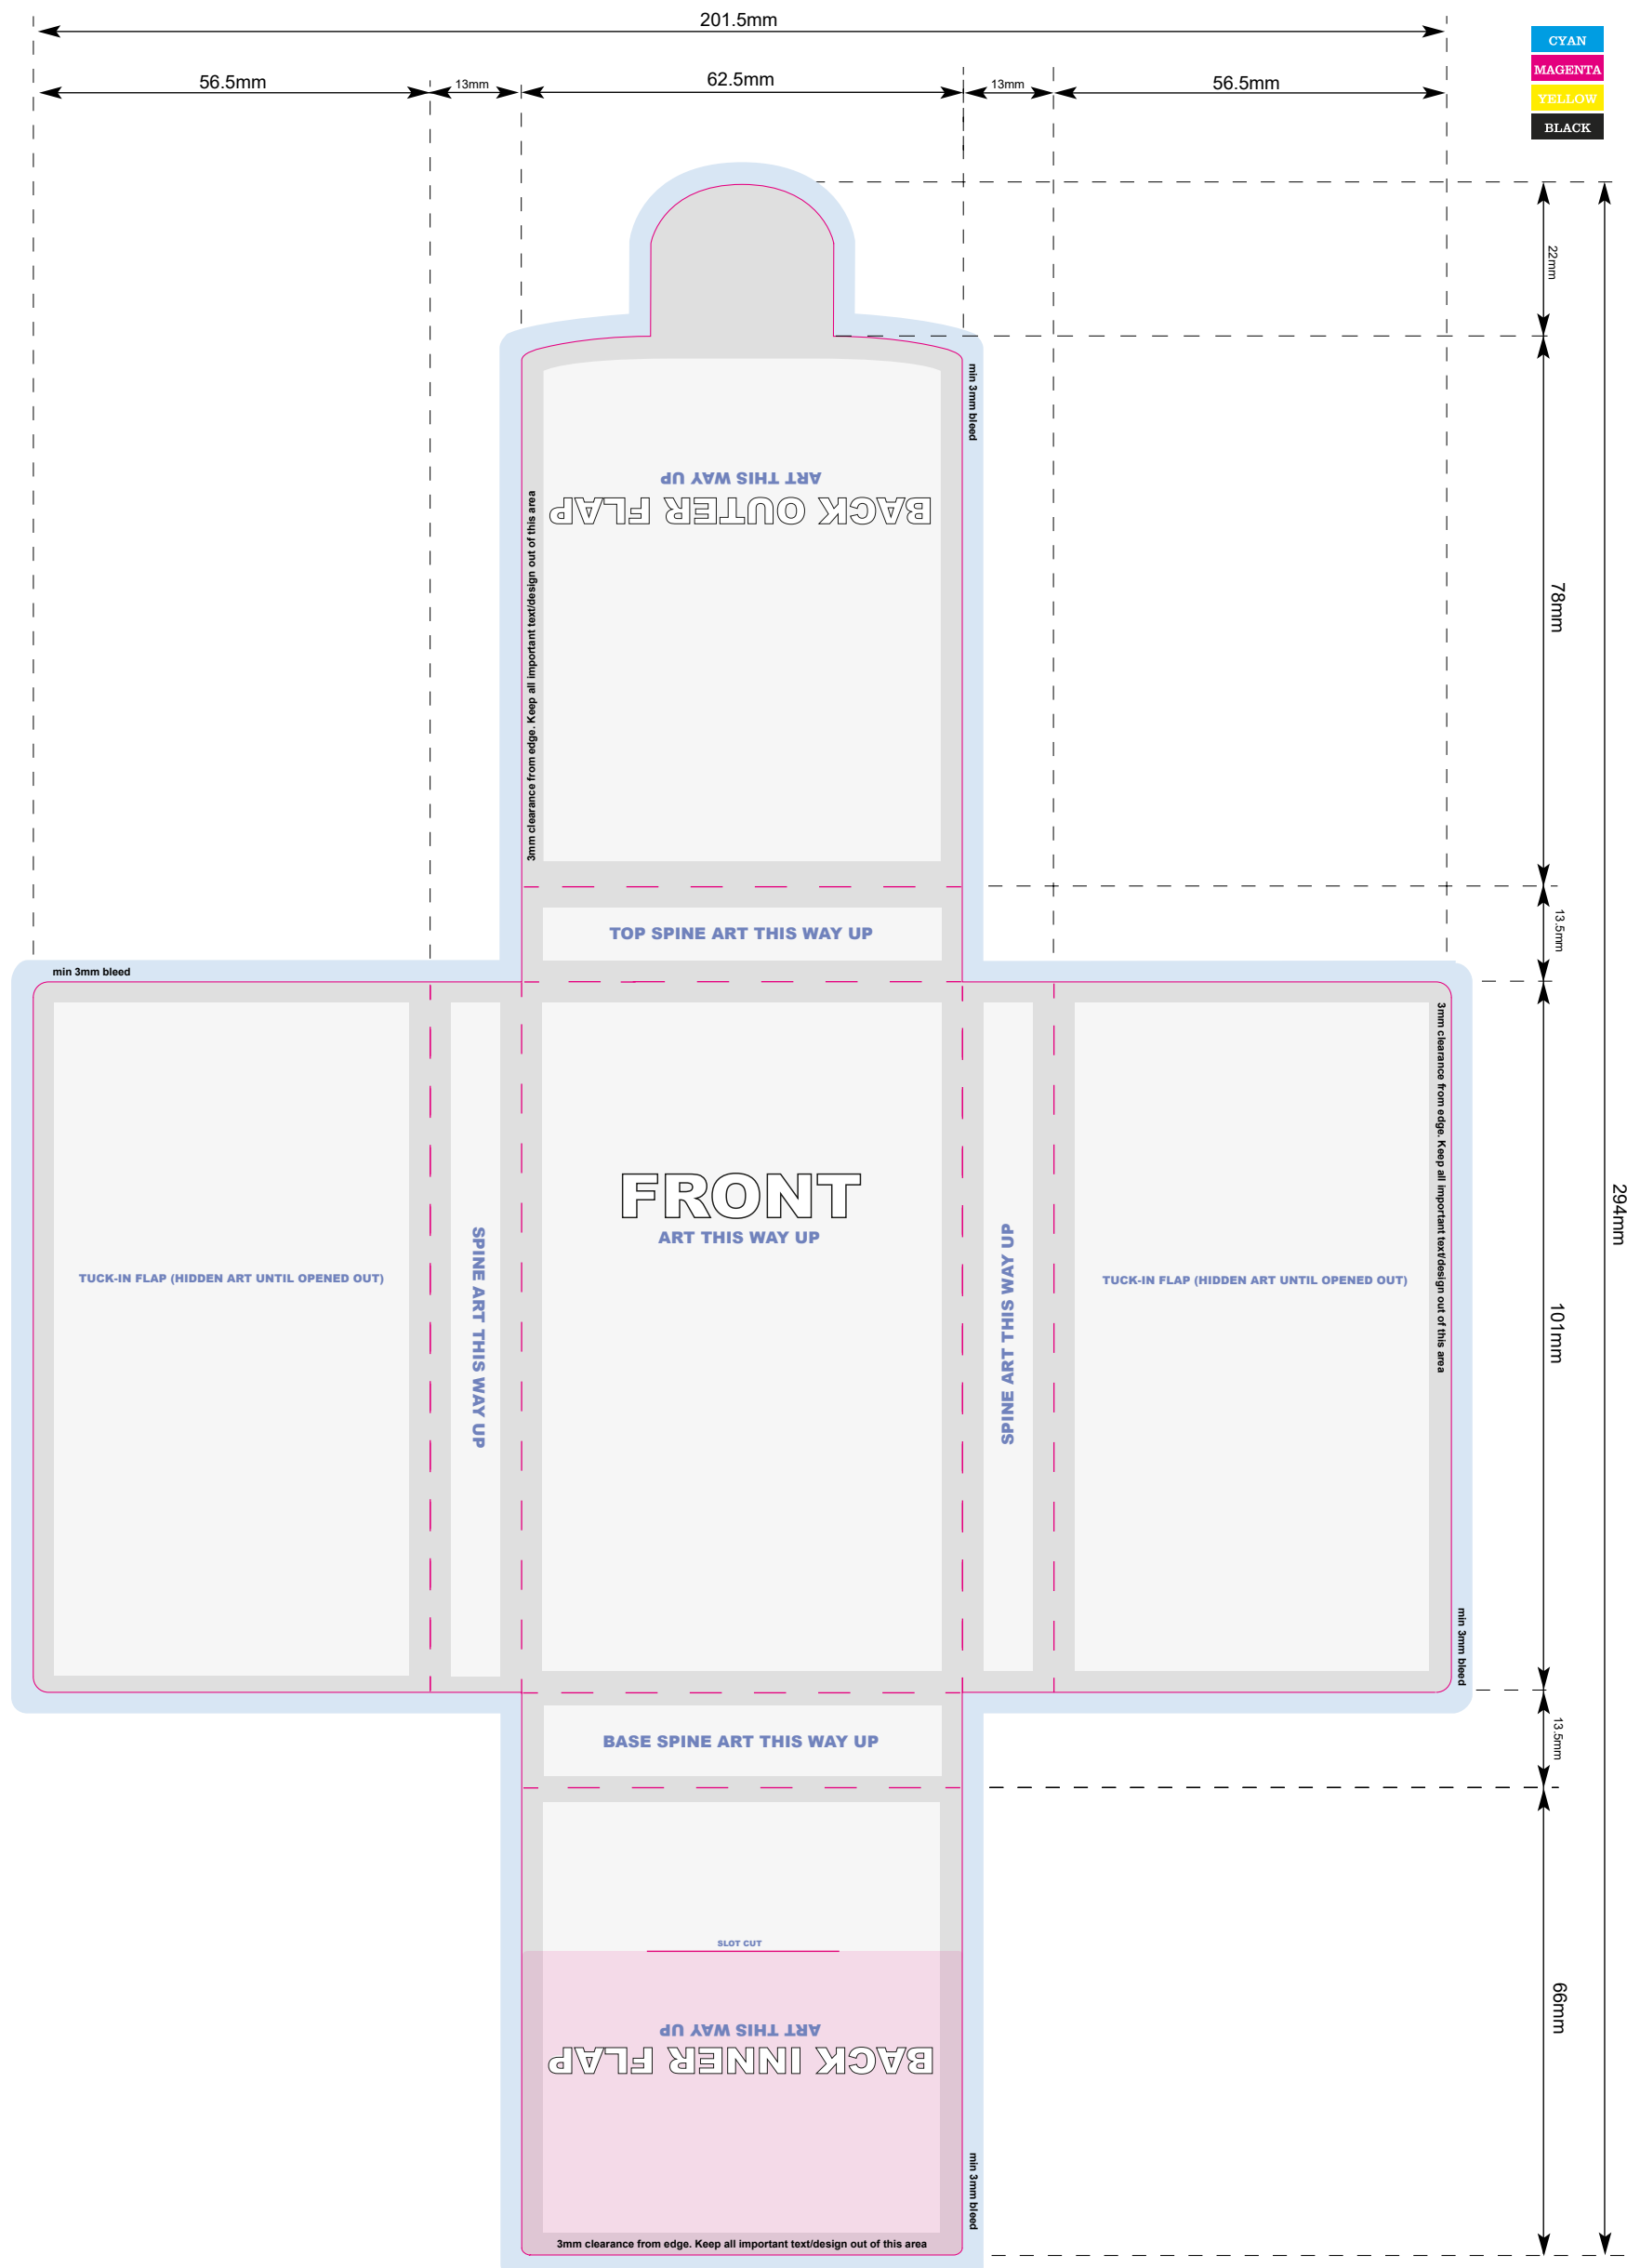 201.5mm
56.5mm
13mm
62.5mm
13mm
56.5mm
CYAN
MAGENTA
YELLOW
BLACK
22mm
min 3mm bleed
ART THIS WAY UP
BACK OUTER FLAP
3mm clearance from edge. Keep all important text/design out of this area
78mm
TOP SPINE ART THIS WAY UP
13.5mm
min 3mm bleed
3mm clearance from edge. Keep all important text/design out of this area
FRONT
ART THIS WAY UP
294mm
TUCK-IN FLAP (HIDDEN ART UNTIL OPENED OUT)
SPINE ART THIS WAY UP
SPINE ART THIS WAY UP
TUCK-IN FLAP (HIDDEN ART UNTIL OPENED OUT)
101mm
min 3mm bleed
BASE SPINE ART THIS WAY UP
13.5mm
SLOT CUT
66mm
ART THIS WAY UP
BACK INNER FLAP
min 3mm bleed
3mm clearance from edge. Keep all important text/design out of this area